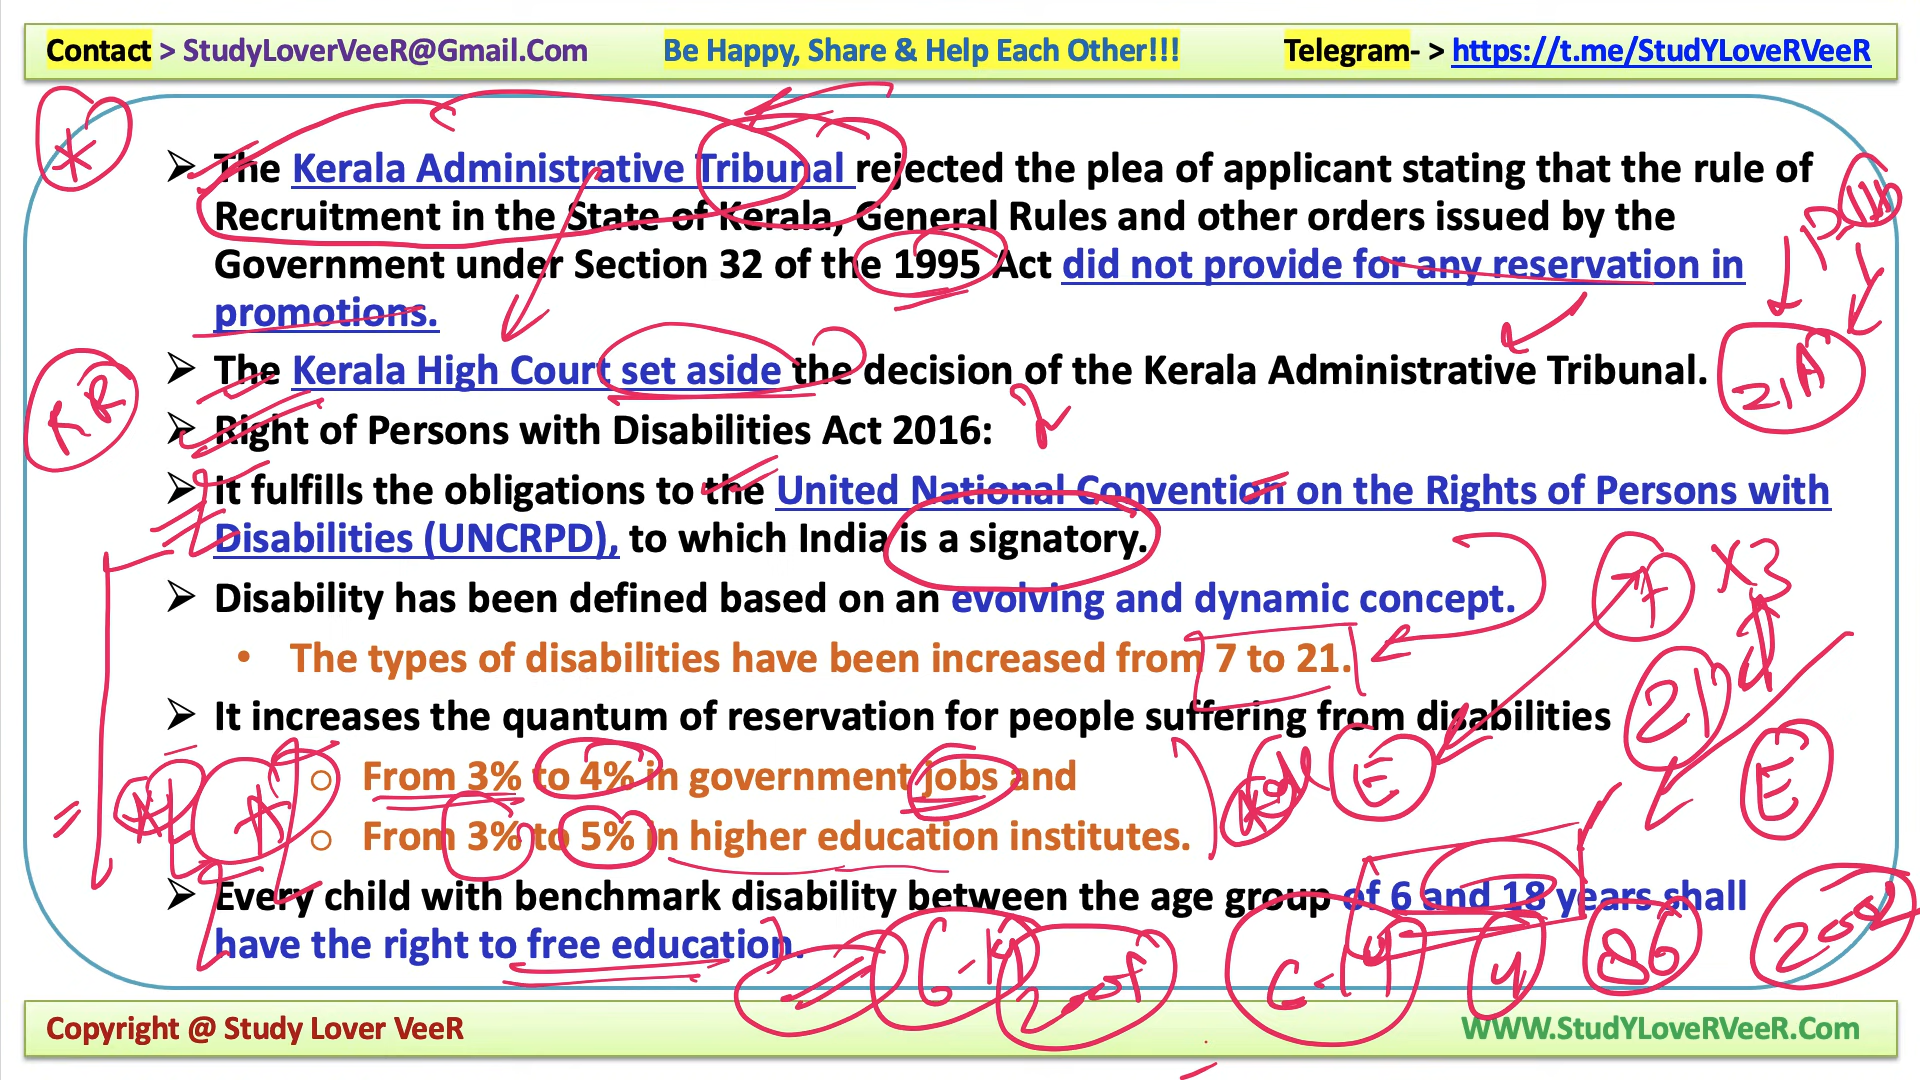 Contact > StudyLoverVeeR@Gmail.Com Be Happy, Share & Help Each Other!!! Telegram- > https://t.me/StudYLoveRVeeR
➢ The Kerala Administrative Tribunal rejected the plea of applicant stating that the rule of
Recruitment in the State of Kerala, General Rules and other orders issued by the
Government under Section 32 of the 1995 Act did not provide for any reservation in
promotions.
➢ The Kerala High Court set aside the decision of the Kerala Administrative Tribunal.
21A
➢ Right of Persons with Disabilities Act 2016:
➢ It fulfills the obligations to the United National Convention on the Rights of Persons with
Disabilities (UNCRPD), to which India is a signatory.
➢ Disability has been defined based on an evolving and dynamic concept.
7 x3
• The types of disabilities have been increased from 7 to 21.
21
➢ It increases the quantum of reservation for people suffering from disabilities
o From 3% to 4% in government jobs and
E
E
o From 3% to 5% in higher education institutes.
➢ Every child with benchmark disability between the age group of 6 and 18 years shall
have the right to free education.
86
Copyright @ Study Lover VeeR WWW.StudYLoveRVeeR.Com